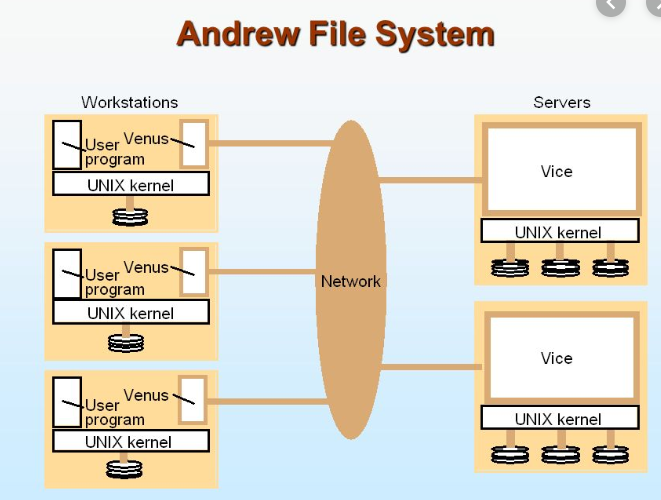 Andrew File System
Workstations
Servers
User program
Venus
UNIX kernel
User program
Venus
UNIX kernel
User program
Venus
UNIX kernel
Network
Vice
UNIX kernel
Vice
UNIX kernel